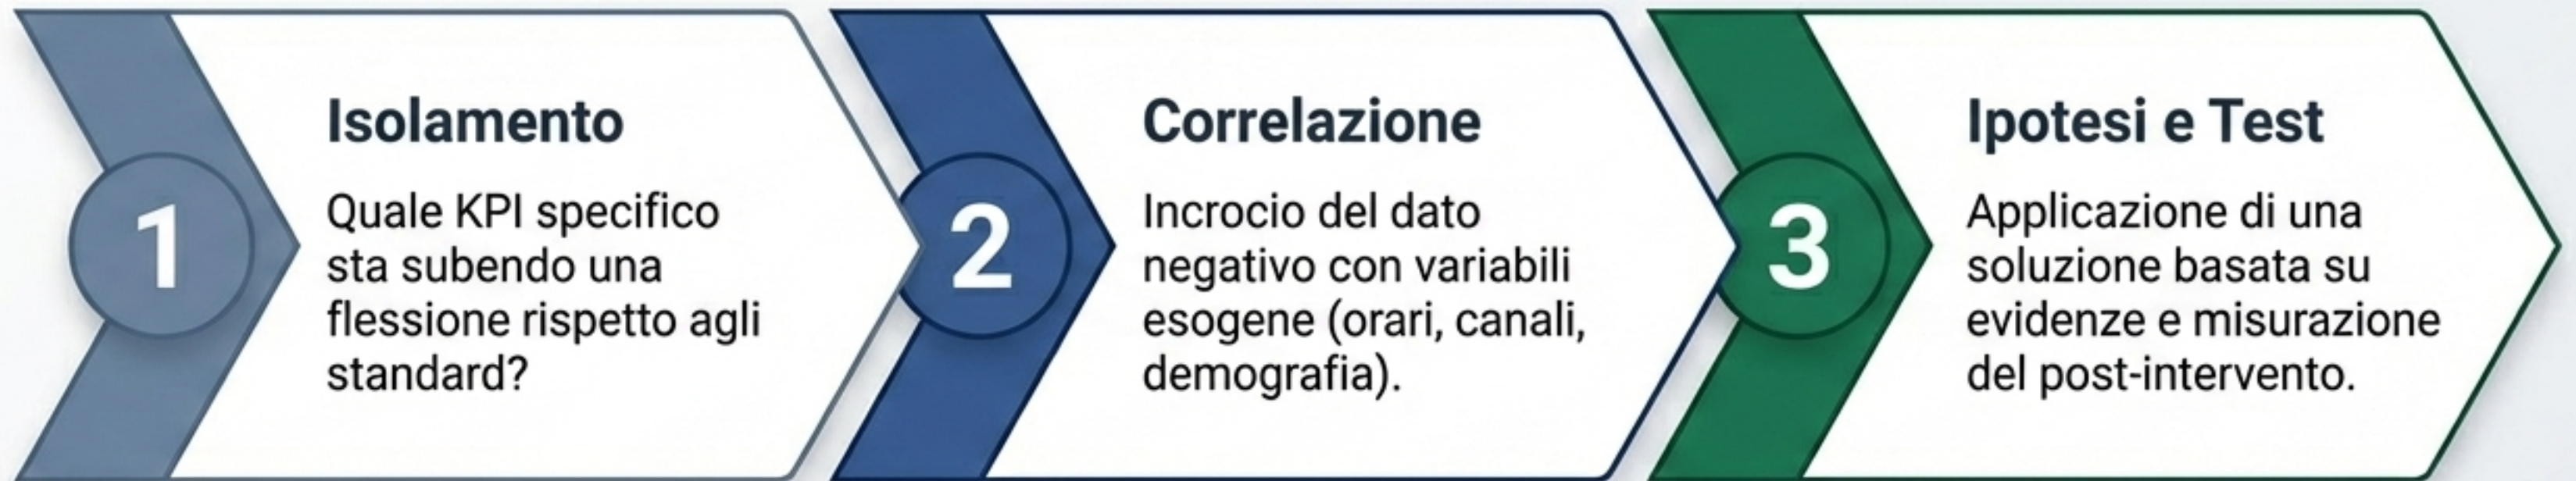 1
Isolamento
Quale KPI specifico
sta subendo una
flessione rispetto agli
standard?
2
Correlazione
Incrocio del dato
negativo con variabili
esogene (orari, canali,
demografia).
3
Ipotesi e Test
Applicazione di una
soluzione basata su
evidenze e misurazione
del post-intervento.